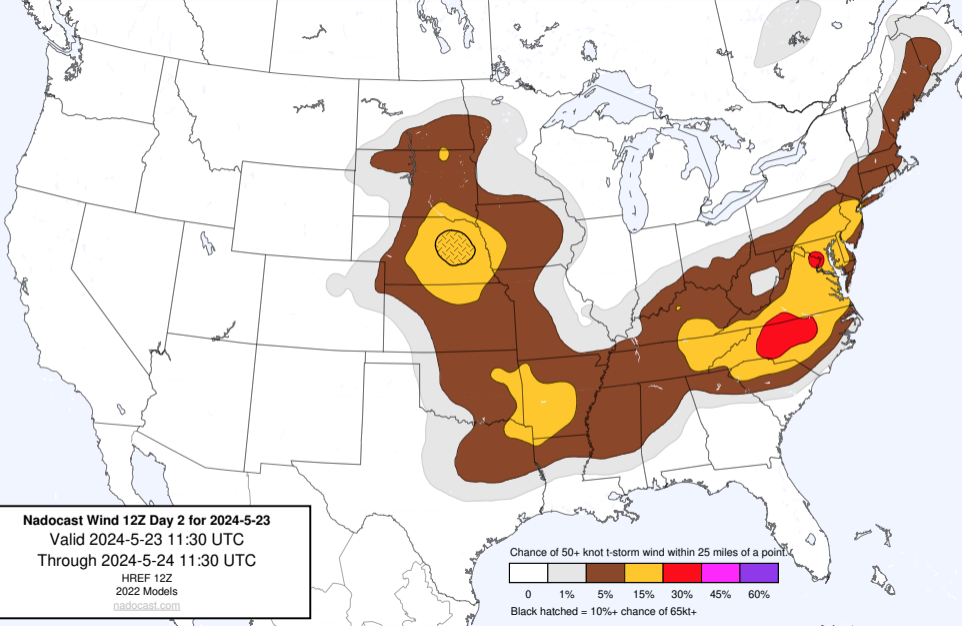 Nadocast Wind 12Z Day 2 for 2024-5-23
Valid 2024-5-23 11:30 UTC
Through 2024-5-24 11:30 UTC
HREF 12Z
2022 Models
nadocast.com
Chance of 50+ knot t-storm wind within 25 miles of a point.
0 1% 5% 15% 30% 45% 60%
Black hatched = 10%+ chance of 65kt+